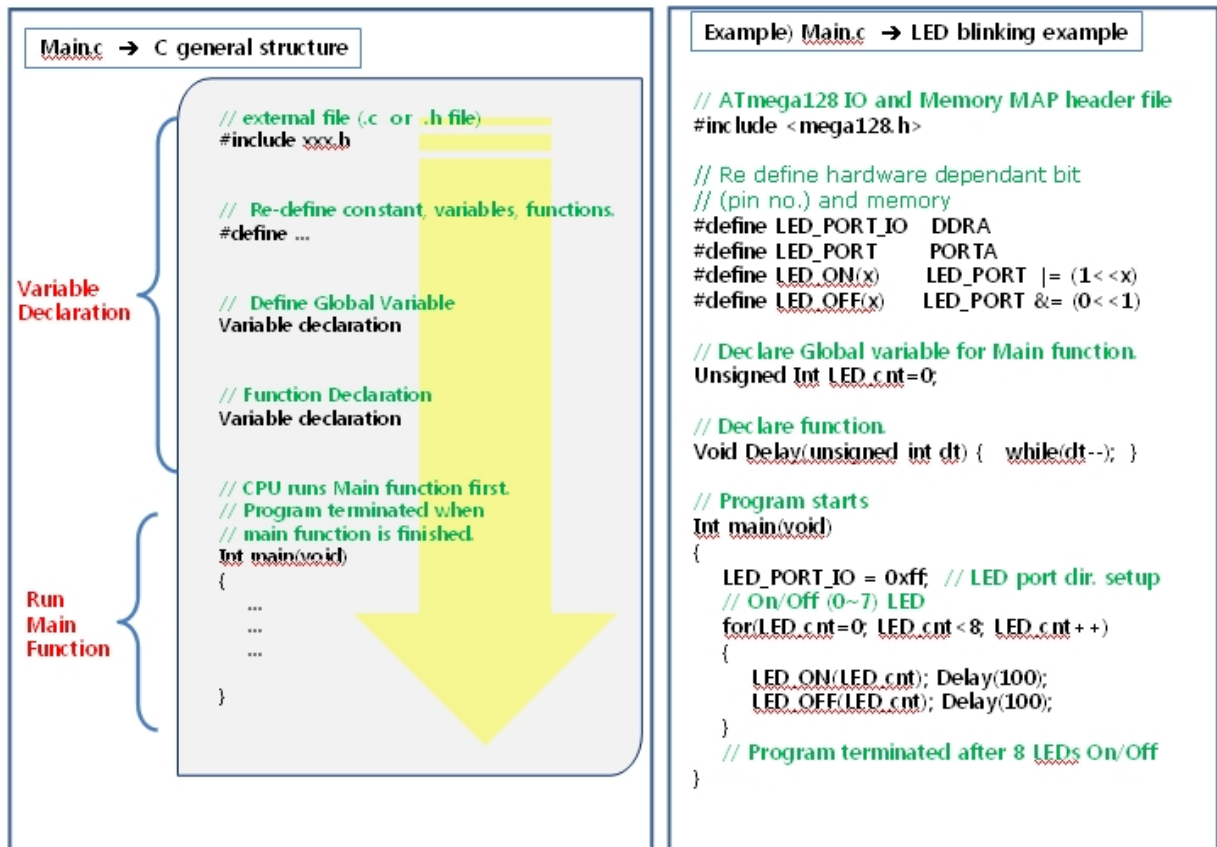 Main.c → C general structure
// external file (.c or .h file)
#include xxx.h
// Re-define constant, variables, functions.
#define ...
// Define Global Variable
Variable declaration
// Function Declaration
Variable declaration
Variable
Declaration
// CPU runs Main function first.
// Program terminated when
// main function is finished.
Int main(void)
{
...
...
...
}
Run
Main
Function
Example) Main.c → LED blinking example
// ATmega128 IO and Memory MAP header file
#include <mega128.h>
// Re define hardware dependant bit
// (pin no.) and memory
#define LED_PORT_IO DDRA
#define LED_PORT PORTA
#define LED_ON(x) LED_PORT |= (1<<x)
#define LED_OFF(x) LED_PORT &= (0<<1)
// Declare Global variable for Main function.
Unsigned Int LED_cnt=0;
// Declare function.
Void Delay(unsigned int dt) { while(dt--); }
// Program starts
Int main(void)
{
LED_PORT_IO = 0xff; // LED port dir. setup
// On/Off (0~7) LED
for(LED_cnt=0; LED_cnt<8; LED_cnt++)
{
LED_ON(LED_cnt); Delay(100);
LED_OFF(LED_cnt); Delay(100);
}
// Program terminated after 8 LEDs On/Off
}